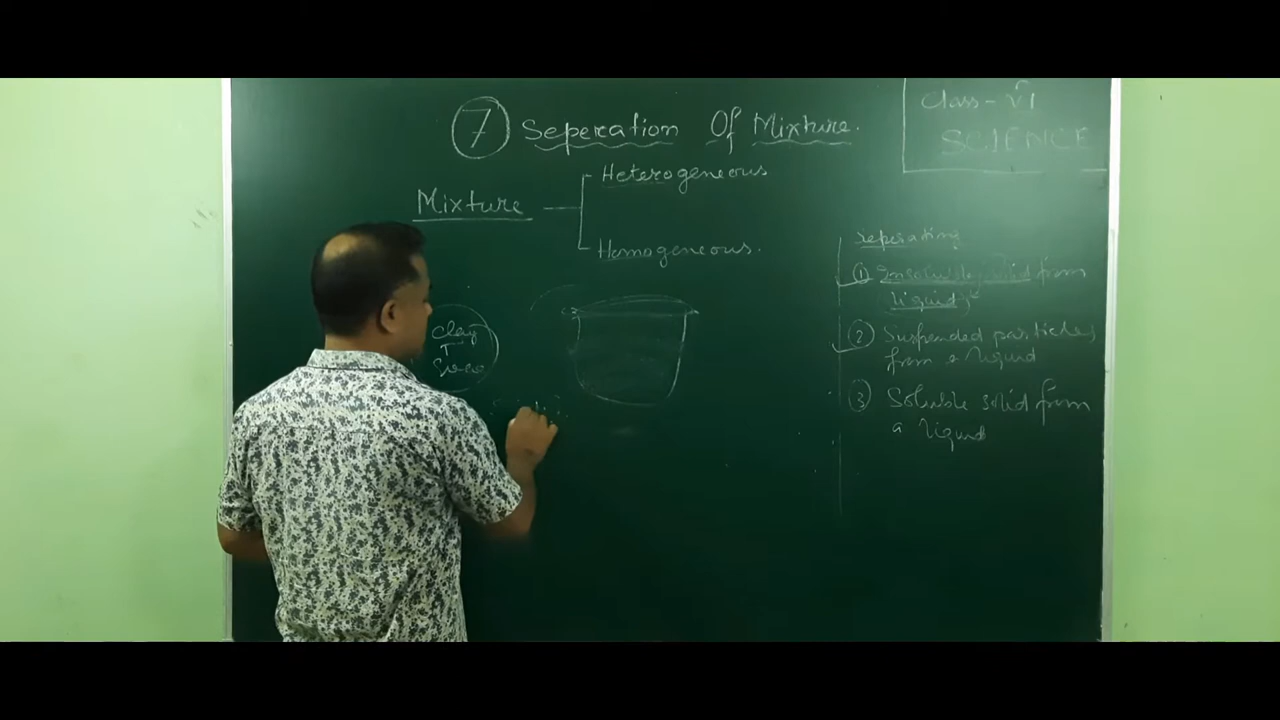 Class - VI
SCIENCE
7 Seperation Of Mixture.
Heterogeneous
Mixture
Homogeneous.
Seperating
1 Insoluble solid from
liquid
2 Suspended particles
from a liquid
3 Soluble solid from
a liquid
Clay
+